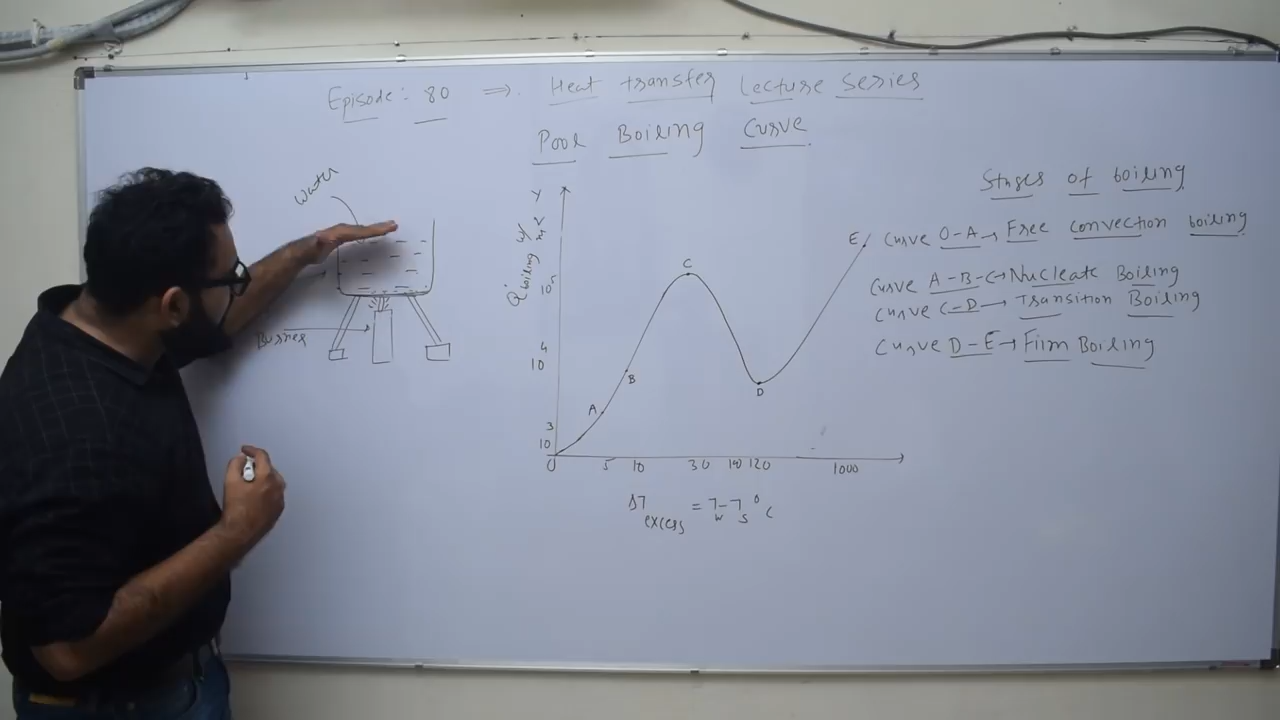 Episode: 80 ⇒ Heat transfer Lecture series
Pool Boiling Curve
Water
Burner
Y
Q̇ boiling W/m²
10⁵
10⁴
10³
O
A
B
C
D
E
5 10 30 120 1000
ΔT excess = Tw-Ts °C
Stages of boiling
Curve O-A → Free convection boiling
Curve A-B-C → Nucleate Boiling
Curve C-D → Transition Boiling
Curve D-E → Film Boiling